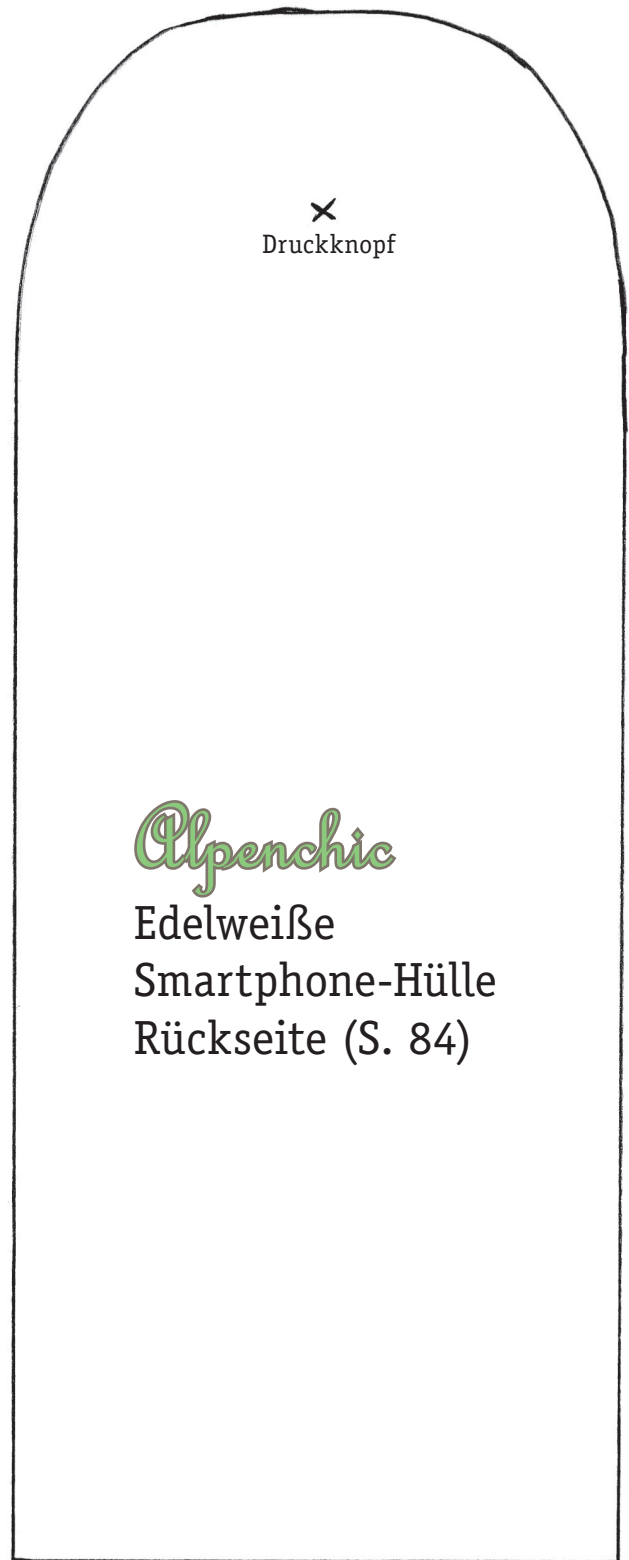 Druckknopf
Alpenchic
Edelweiße
Smartphone-Hülle
Rückseite (S. 84)